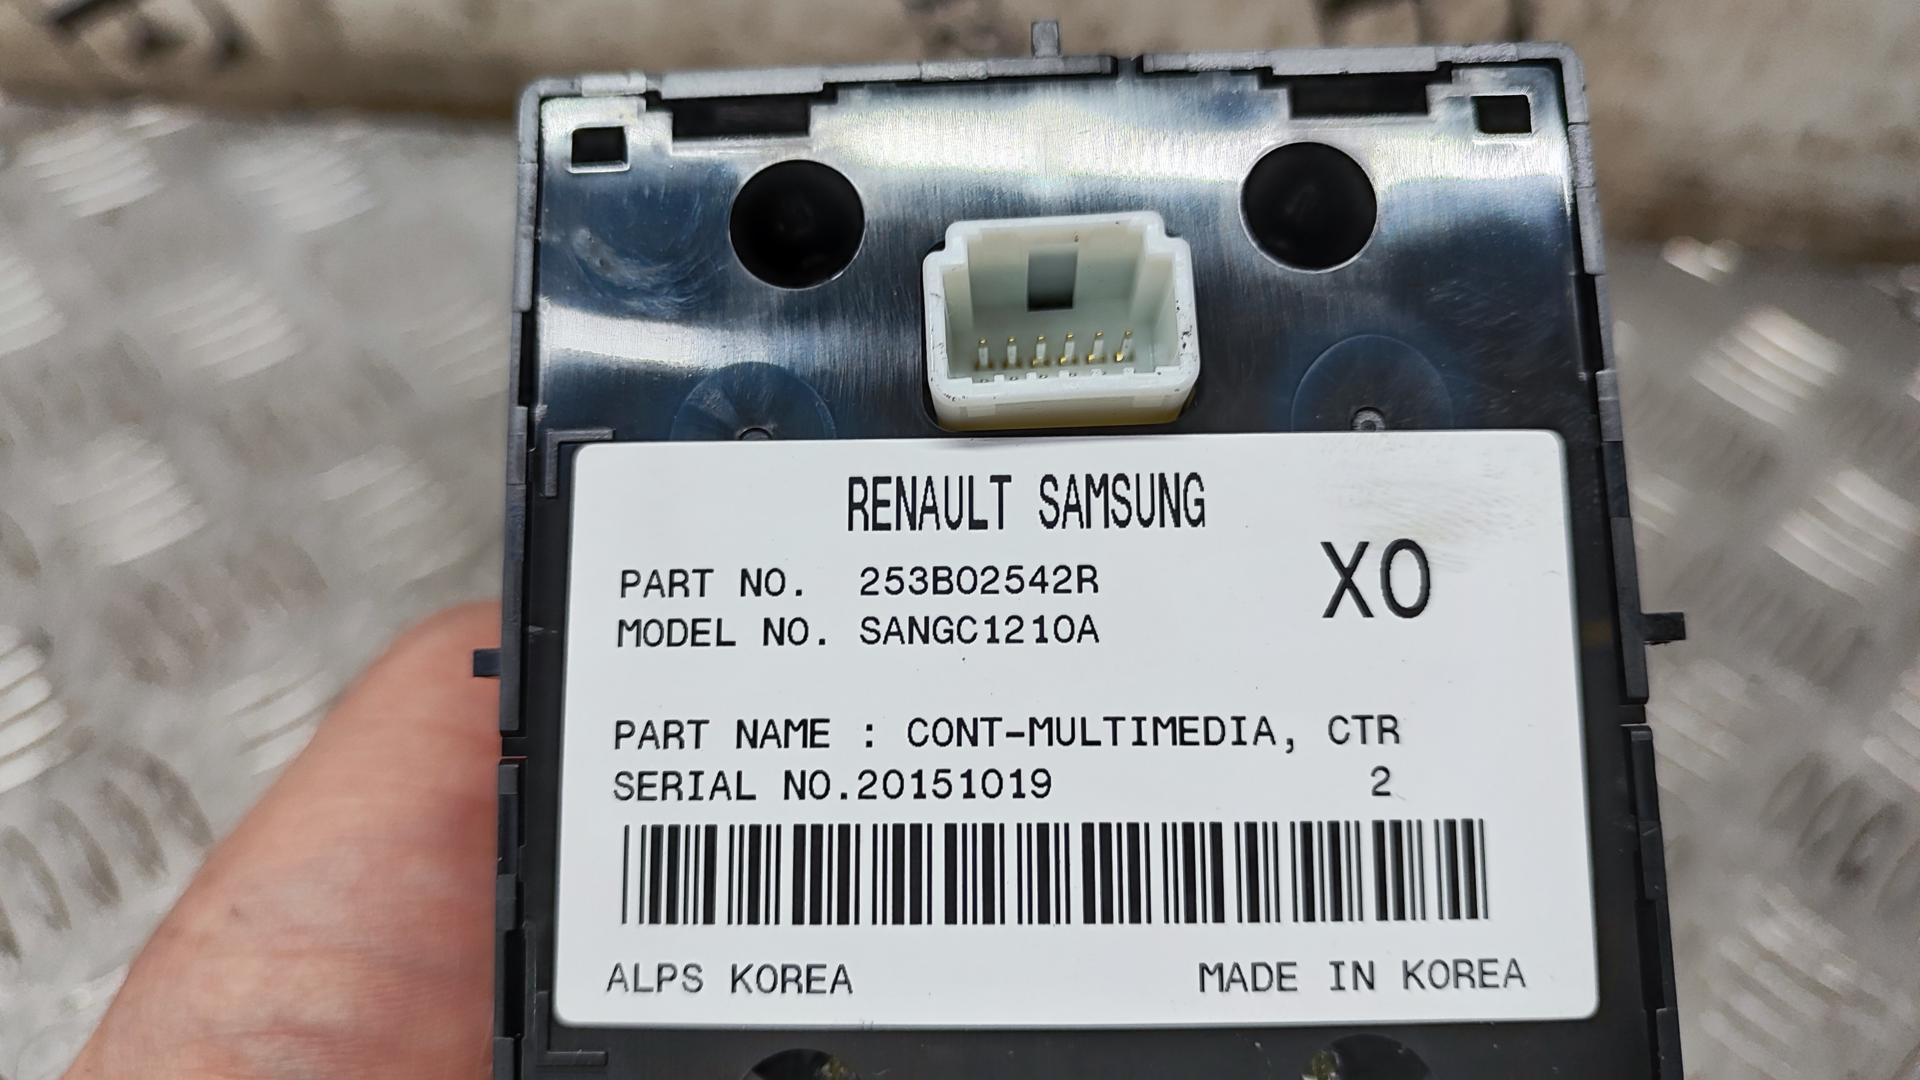 RENAULT SAMSUNG
PART NO. 253B02542R
X0
MODEL NO. SANGC1210A
PART NAME : CONT-MULTIMEDIA, CTR
SERIAL NO.20151019 2
ALPS KOREA MADE IN KOREA